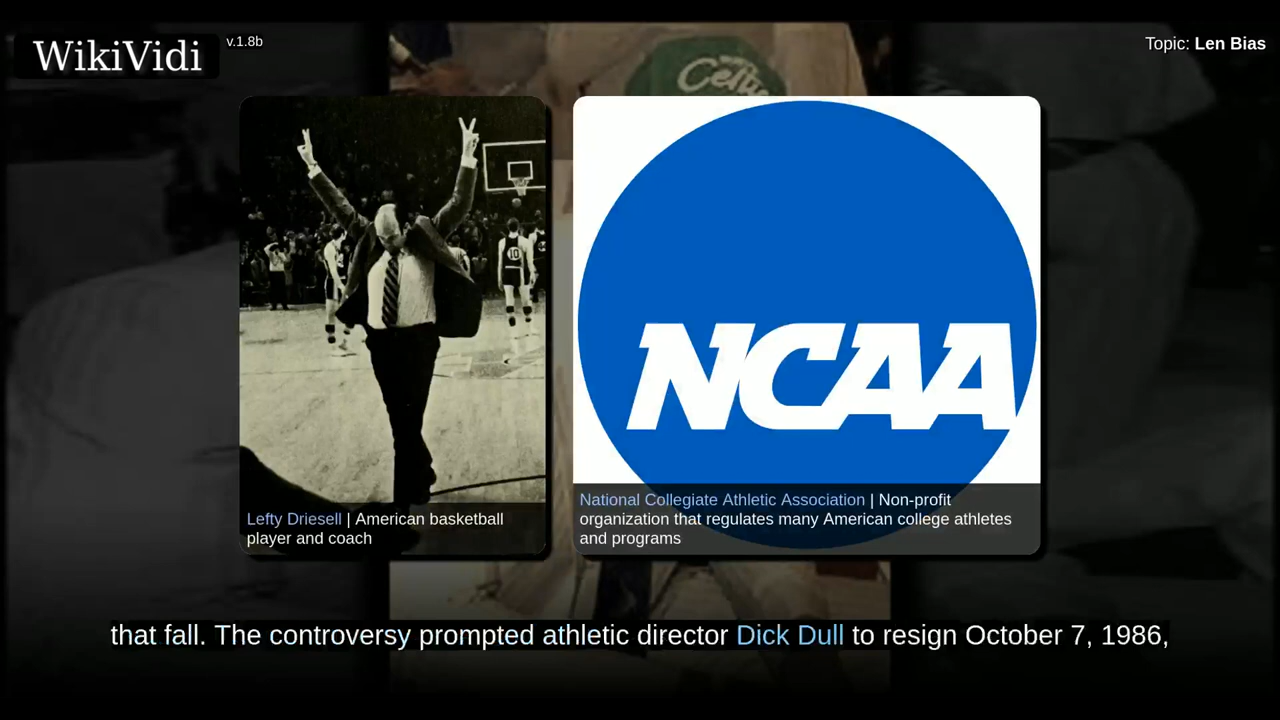 WikiVidi
v.1.8b
Topic: Len Bias
Celtic
10
NCAA
Lefty Driesell | American basketball
player and coach
National Collegiate Athletic Association | Non-profit
organization that regulates many American college athletes
and programs
that fall. The controversy prompted athletic director Dick Dull to resign October 7, 1986,